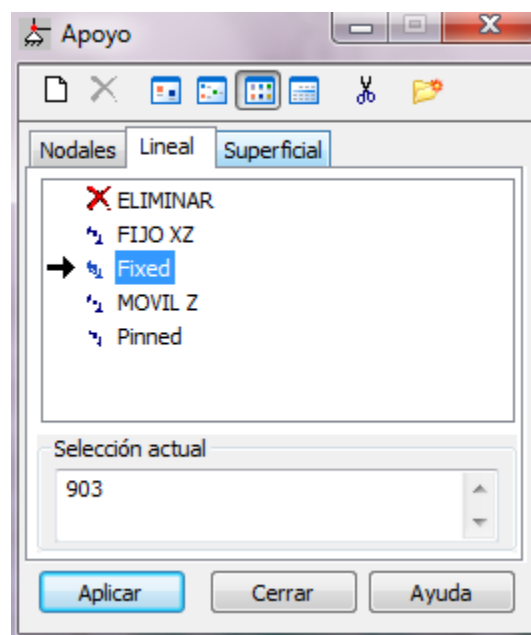 Apoyo
Nodales Lineal Superficial
ELIMINAR
FIJO XZ
Fixed
MOVIL Z
Pinned
Selección actual
903
Aplicar Cerrar Ayuda